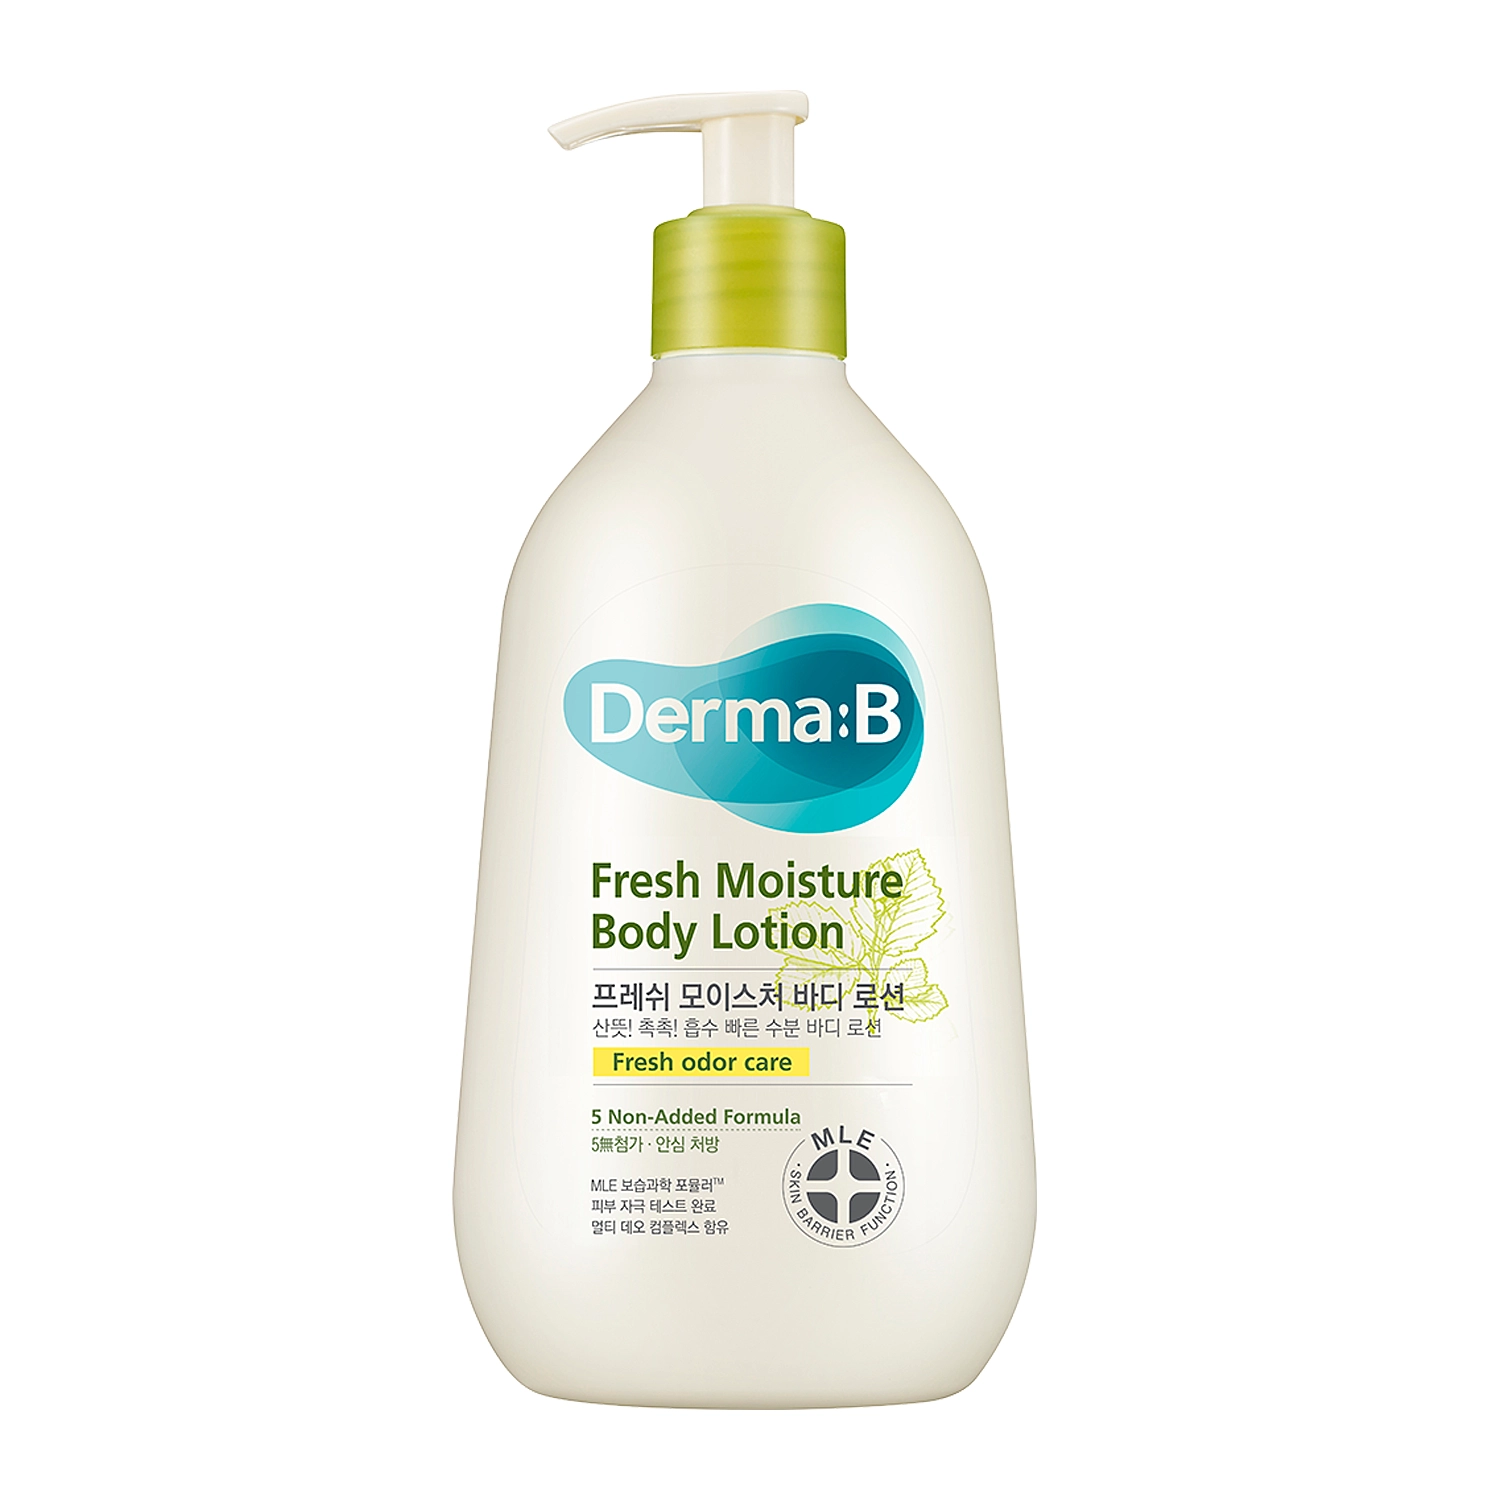 Derma:B
Fresh Moisture
Body Lotion
프레쉬 모이스처 바디 로션
산뜻! 촉촉! 흡수 빠른 수분 바디 로션
Fresh odor care
5 Non-Added Formula
5無첨가 · 안심 처방
MLE 보습과학 포뮬러™
피부 자극 테스트 완료
멀티 데오 컴플렉스 함유
MLE
· SKIN BARRIER FUNCTION ·